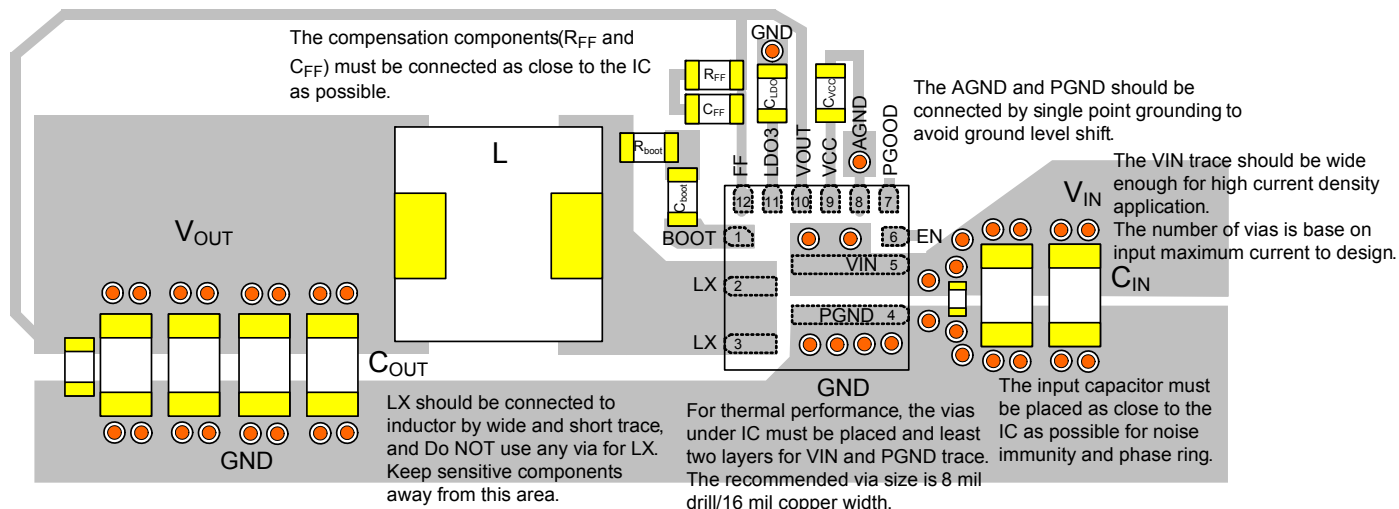 The compensation components(RFF and
CFF) must be connected as close to the IC
as possible.
GND
RFF
CFF
CLDO
CVCC
The AGND and PGND should be
connected by single point grounding to
avoid ground level shift.
The VIN trace should be wide
enough for high current density
application.
The number of vias is base on
input maximum current to design.
L
Rboot
Cboot
FF
LDO3
VOUT
VCC
AGND
PGOOD
12
11
10
9
8
7
VIN
VOUT
BOOT
1
6
EN
VIN
5
CIN
LX
2
PGND
4
LX
3
COUT
GND
GND
LX should be connected to
inductor by wide and short trace,
and Do NOT use any via for LX.
Keep sensitive components
away from this area.
For thermal performance, the vias
under IC must be placed and least
two layers for VIN and PGND trace.
The recommended via size is 8 mil
drill/16 mil copper width.
The input capacitor must
be placed as close to the
IC as possible for noise
immunity and phase ring.